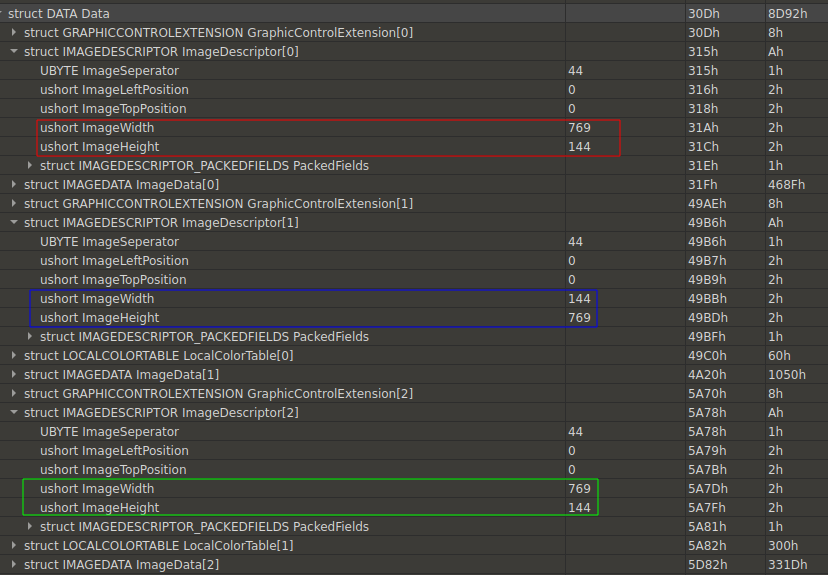 struct DATA Data 30Dh 8D92h
struct GRAPHICCONTROLEXTENSION GraphicControlExtension[0] 30Dh 8h
struct IMAGEDESCRIPTOR ImageDescriptor[0] 315h Ah
UBYTE ImageSeperator 44 315h 1h
ushort ImageLeftPosition 0 316h 2h
ushort ImageTopPosition 0 318h 2h
ushort ImageWidth 769 31Ah 2h
ushort ImageHeight 144 31Ch 2h
struct IMAGEDESCRIPTOR_PACKEDFIELDS PackedFields 31Eh 1h
struct IMAGEDATA ImageData[0] 31Fh 468Fh
struct GRAPHICCONTROLEXTENSION GraphicControlExtension[1] 49AEh 8h
struct IMAGEDESCRIPTOR ImageDescriptor[1] 49B6h Ah
UBYTE ImageSeperator 44 49B6h 1h
ushort ImageLeftPosition 0 49B7h 2h
ushort ImageTopPosition 0 49B9h 2h
ushort ImageWidth 144 49BBh 2h
ushort ImageHeight 769 49BDh 2h
struct IMAGEDESCRIPTOR_PACKEDFIELDS PackedFields 49BFh 1h
struct LOCALCOLORTABLE LocalColorTable[0] 49C0h 60h
struct IMAGEDATA ImageData[1] 4A20h 1050h
struct GRAPHICCONTROLEXTENSION GraphicControlExtension[2] 5A70h 8h
struct IMAGEDESCRIPTOR ImageDescriptor[2] 5A78h Ah
UBYTE ImageSeperator 44 5A78h 1h
ushort ImageLeftPosition 0 5A79h 2h
ushort ImageTopPosition 0 5A7Bh 2h
ushort ImageWidth 769 5A7Dh 2h
ushort ImageHeight 144 5A7Fh 2h
struct IMAGEDESCRIPTOR_PACKEDFIELDS PackedFields 5A81h 1h
struct LOCALCOLORTABLE LocalColorTable[1] 5A82h 300h
struct IMAGEDATA ImageData[2] 5D82h 331Dh